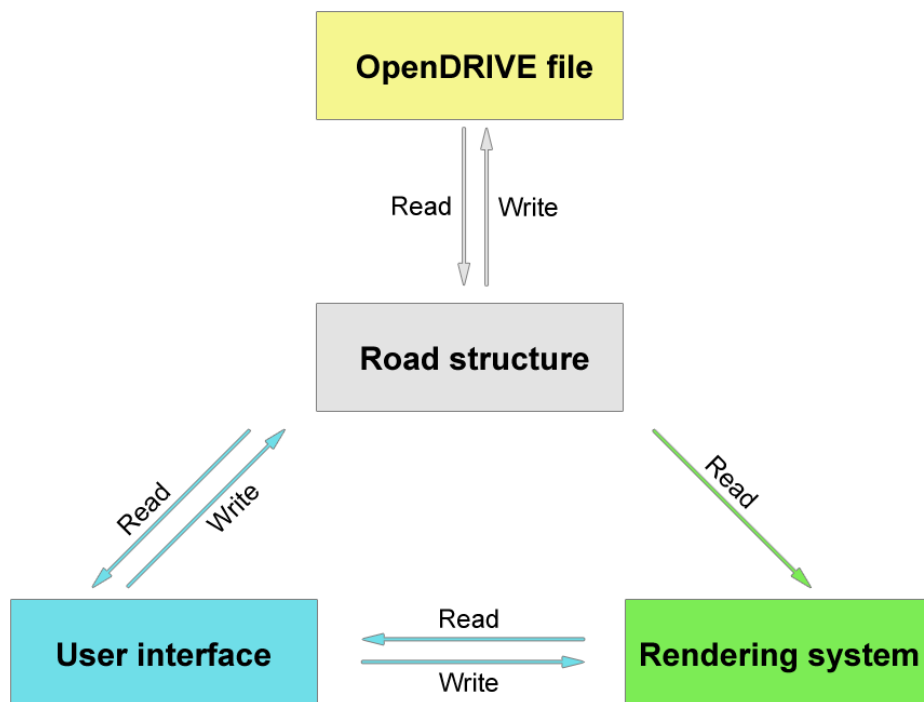 OpenDRIVE file
Read
Write
Road structure
Read
Write
Read
User interface
Read
Write
Rendering system